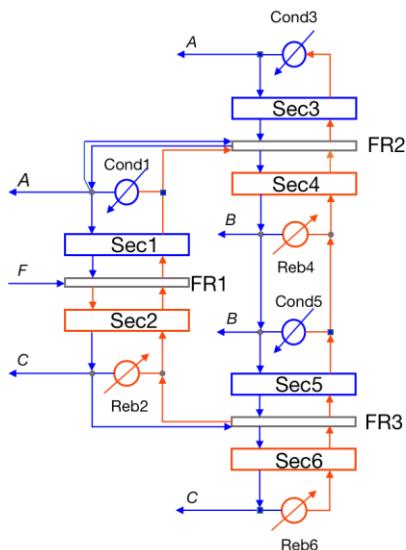 Cond3
A
Sec3
FR2
Cond1
Sec4
A
B
Sec1
Reb4
F
FR1
Cond5
Sec2
B
C
Sec5
Reb2
FR3
Sec6
C
Reb6